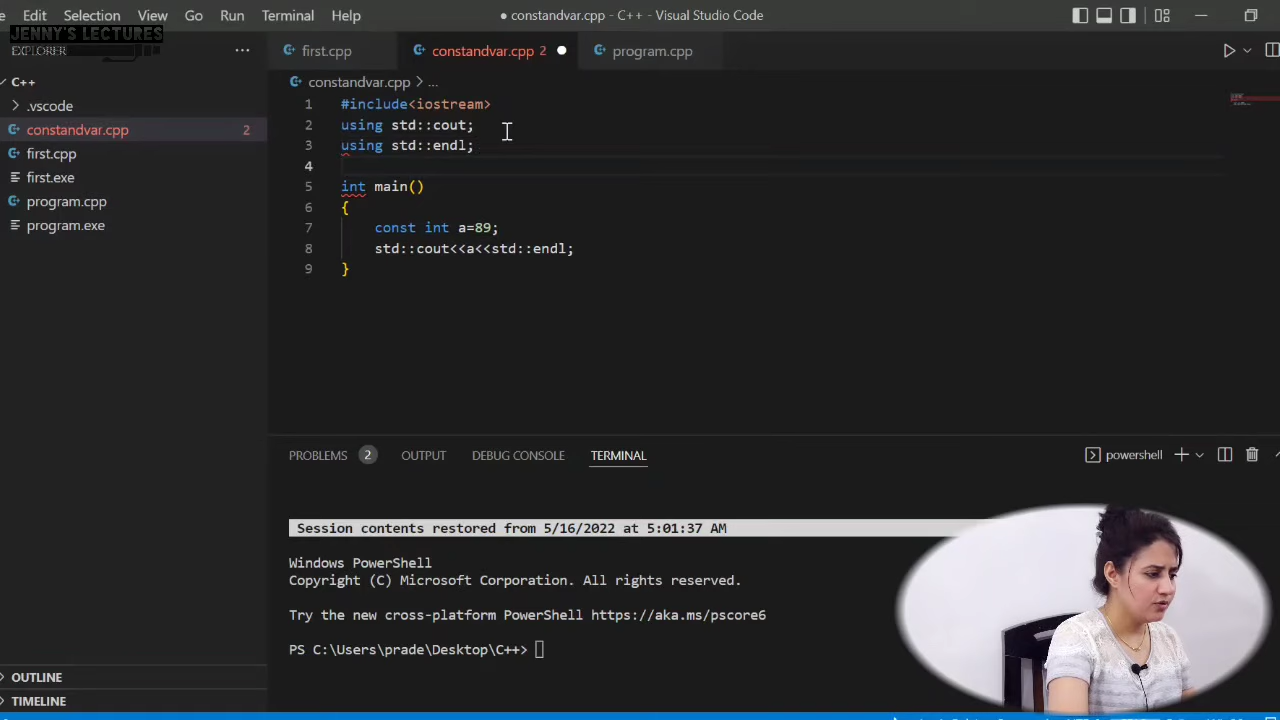 File Edit Selection View Go Run Terminal Help
● constandvar.cpp - C++ - Visual Studio Code
JENNY'S LECTURES
EXPLORER
first.cpp
constandvar.cpp 2
program.cpp
C++
constandvar.cpp > ...
.vscode
constandvar.cpp 2
first.cpp
first.exe
program.cpp
program.exe
1 #include<iostream>
2 using std::cout;
3 using std::endl;
4
5 int main()
6 {
7 const int a=89;
8 std::cout<<a<<std::endl;
9 }
PROBLEMS 2 OUTPUT DEBUG CONSOLE TERMINAL
powershell
Session contents restored from 5/16/2022 at 5:01:37 AM
Windows PowerShell
Copyright (C) Microsoft Corporation. All rights reserved.
Try the new cross-platform PowerShell https://aka.ms/pscore6
PS C:\Users\prade\Desktop\C++>
OUTLINE
TIMELINE